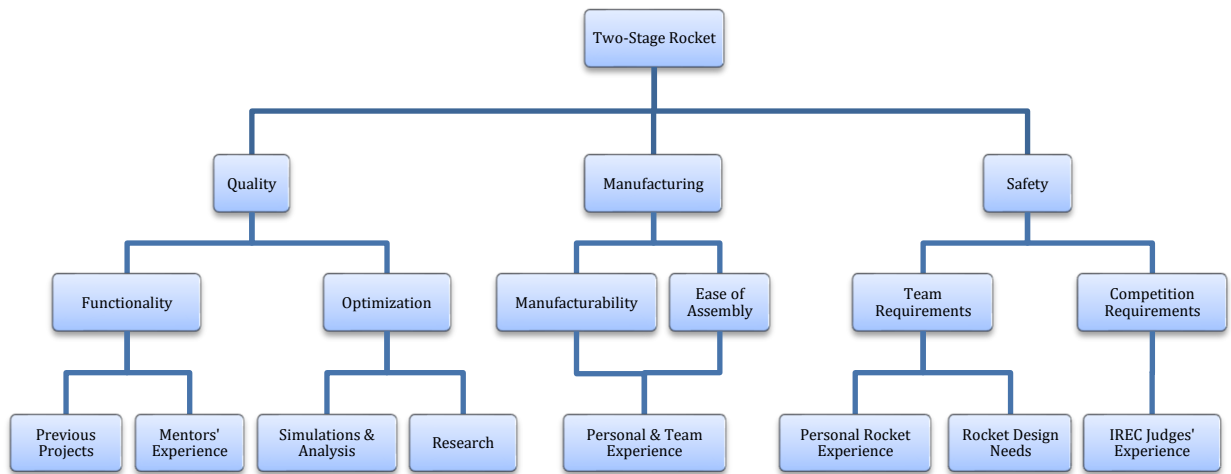 Two-Stage Rocket
Quality
Manufacturing
Safety
Functionality
Optimization
Manufacturability
Ease of
Assembly
Team
Requirements
Competition
Requirements
Previous
Projects
Mentors'
Experience
Simulations &
Analysis
Research
Personal & Team
Experience
Personal Rocket
Experience
Rocket Design
Needs
IREC Judges'
Experience